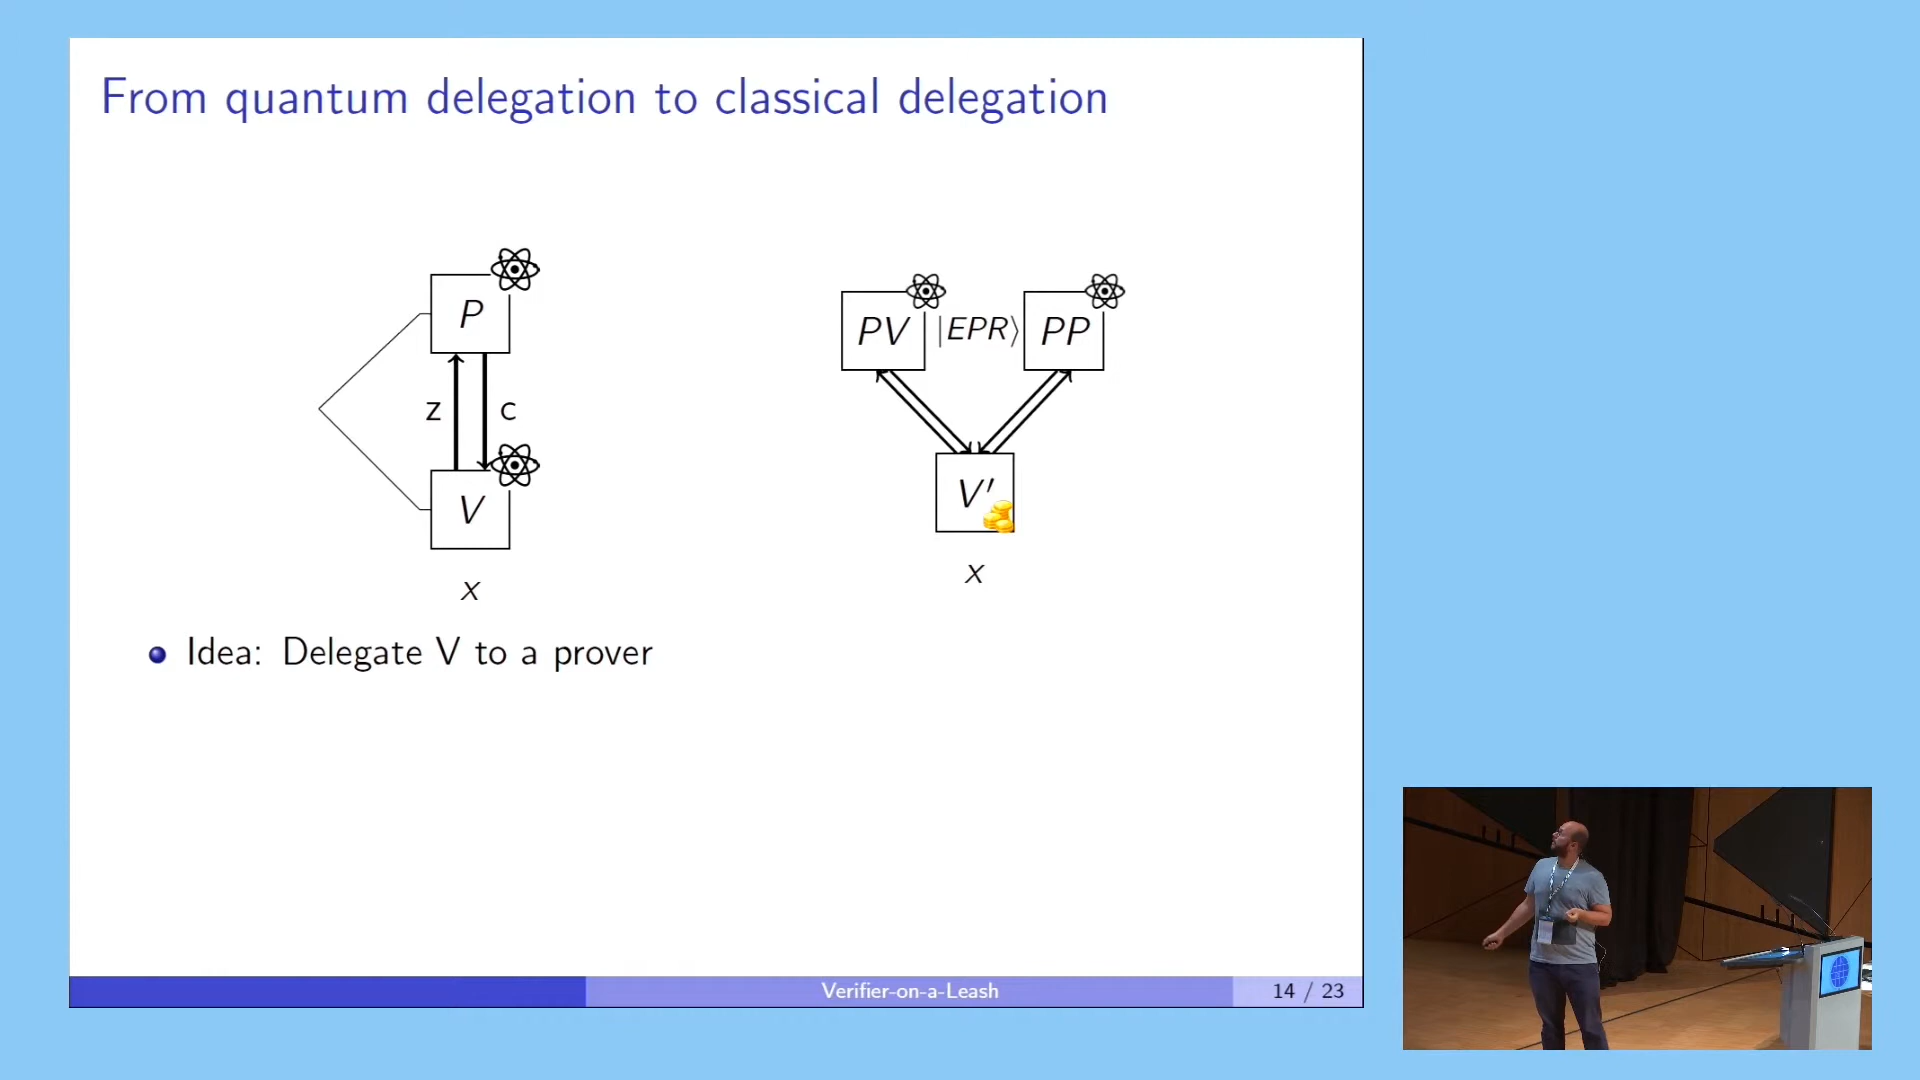 From quantum delegation to classical delegation
P
z
c
V
x
PV
|EPR⟩
PP
V′
x
Idea: Delegate V to a prover
Verifier-on-a-Leash
14 / 23